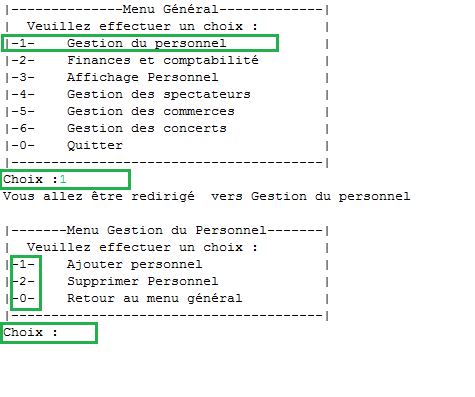 |--------------Menu Général-------------|
|  Veuillez effectuer un choix :        |
|-1-    Gestion du personnel            |
|-2-    Finances et comptabilité        |
|-3-    Affichage Personnel             |
|-4-    Gestion des spectateurs         |
|-5-    Gestion des commerces           |
|-6-    Gestion des concerts            |
|-0-    Quitter                         |
|---------------------------------------|
Choix :1
Vous allez être redirigé  vers Gestion du personnel
|-------Menu Gestion du Personnel-------|
|  Veuillez effectuer un choix :        |
|-1-    Ajouter personnel               |
|-2-    Supprimer Personnel             |
|-0-    Retour au menu général          |
|---------------------------------------|
Choix :